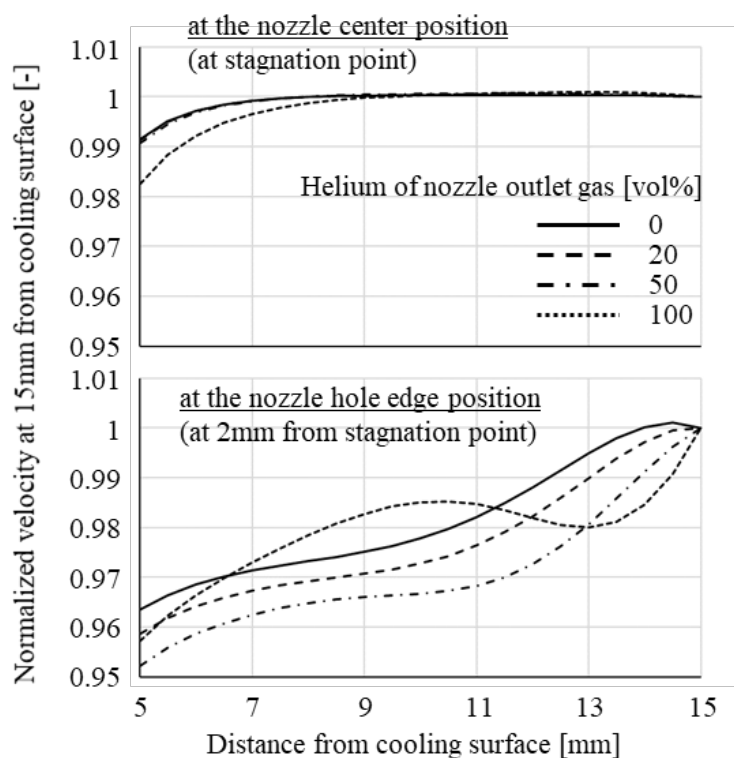 at the nozzle center position
(at stagnation point)
1.01
1
0.99
0.98
0.97
0.96
0.95
Helium of nozzle outlet gas [vol%]
0
20
50
100
Normalized velocity at 15mm from cooling surface [-]
1.01
1
0.99
0.98
0.97
0.96
0.95
at the nozzle hole edge position
(at 2mm from stagnation point)
5 7 9 11 13 15
Distance from cooling surface [mm]